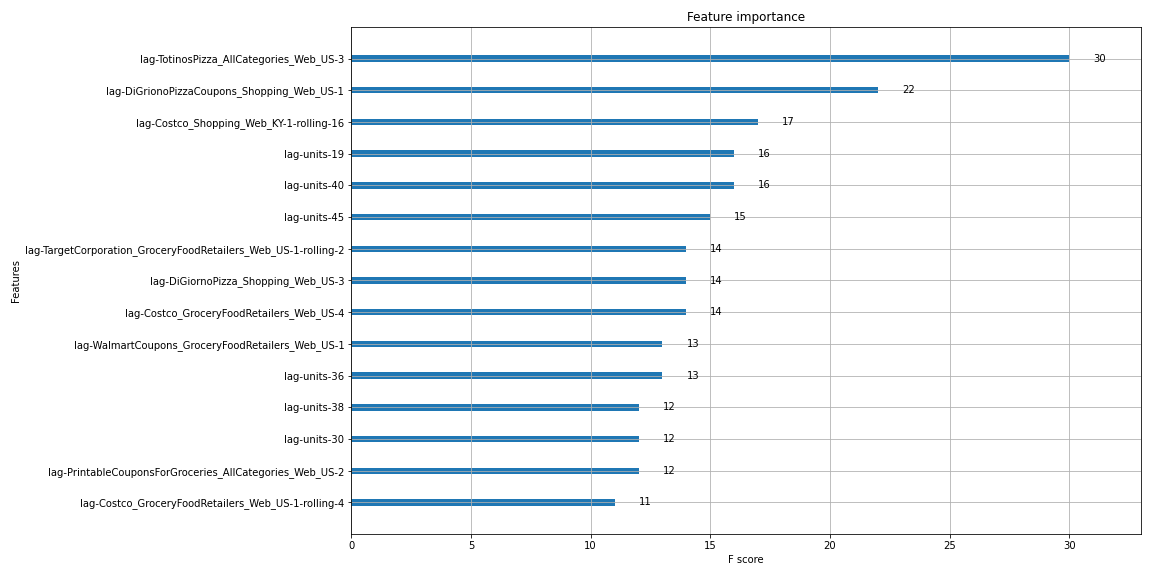 Feature importance
Features
lag-TotinosPizza_AllCategories_Web_US-3
30
lag-DiGrionoPizzaCoupons_Shopping_Web_US-1
22
lag-Costco_Shopping_Web_KY-1-rolling-16
17
lag-units-19
16
lag-units-40
16
lag-units-45
15
lag-TargetCorporation_GroceryFoodRetailers_Web_US-1-rolling-2
14
lag-DiGiornoPizza_Shopping_Web_US-3
14
lag-Costco_GroceryFoodRetailers_Web_US-4
14
lag-WalmartCoupons_GroceryFoodRetailers_Web_US-1
13
lag-units-36
13
lag-units-38
12
lag-units-30
12
lag-PrintableCouponsForGroceries_AllCategories_Web_US-2
12
lag-Costco_GroceryFoodRetailers_Web_US-1-rolling-4
11
0 5 10 15 20 25 30
F score